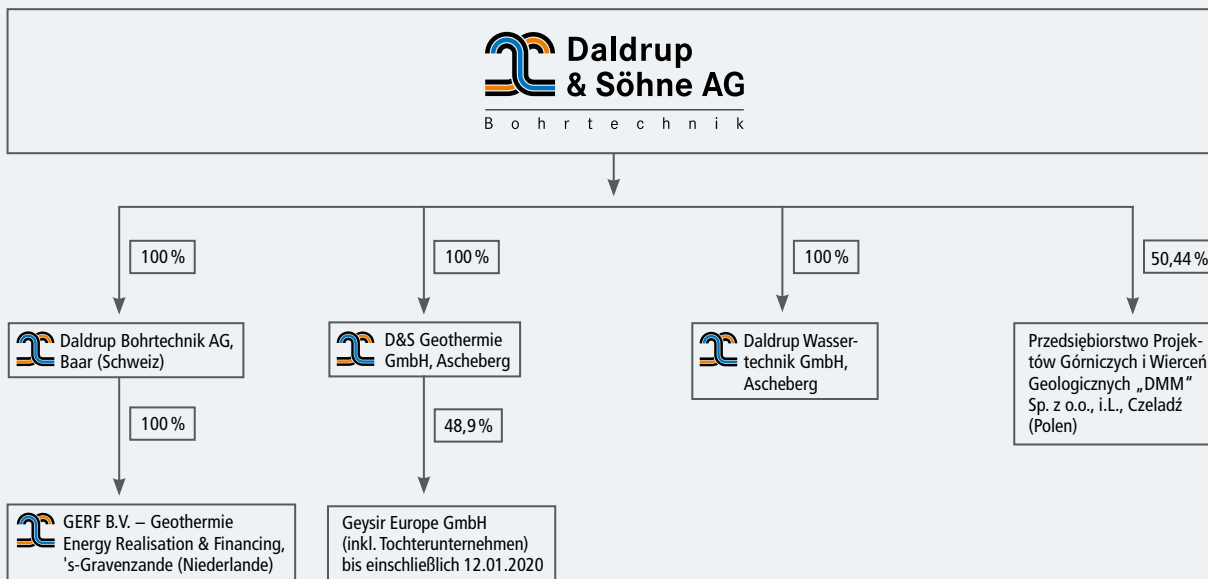 Daldrup
& Söhne AG
Bohrtechnik
100 %
100 %
100 %
50,44 %
Daldrup Bohrtechnik AG,
Baar (Schweiz)
D&S Geothermie
GmbH, Ascheberg
Daldrup Wasser-
technik GmbH,
Ascheberg
Przedsiębiorstwo Projek-
tów Górniczych i Wierceń
Geologicznych „DMM“
Sp. z o.o., i.L., Czeladź
(Polen)
100 %
48,9 %
GERF B.V. – Geothermie
Energy Realisation & Financing,
's-Gravenzande (Niederlande)
Geysir Europe GmbH
(inkl. Tochterunternehmen)
bis einschließlich 12.01.2020